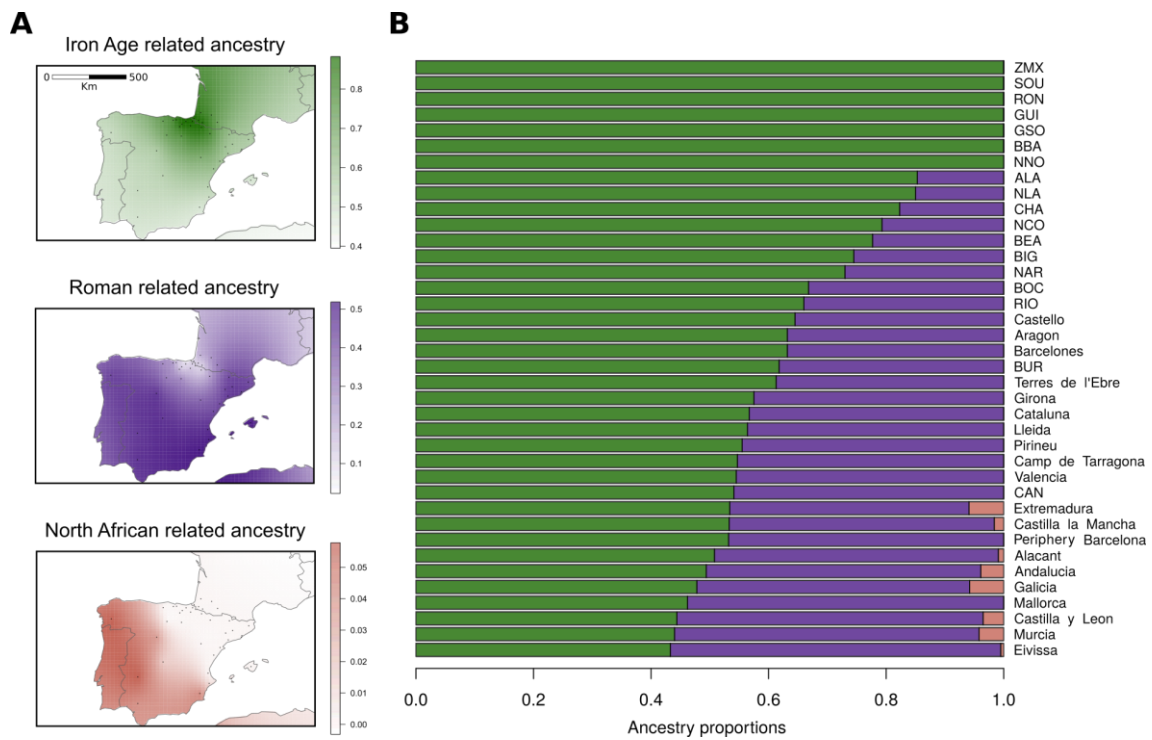 A
B
Iron Age related ancestry
0 500
Km
0.8
0.7
0.6
0.5
0.4
Roman related ancestry
0.5
0.4
0.3
0.2
0.1
North African related ancestry
0.05
0.04
0.03
0.02
0.01
0.00
ZMX
SOU
RON
GUI
GSO
BBA
NNO
ALA
NLA
CHA
NCO
BEA
BIG
NAR
BOC
RIO
Castello
Aragon
Barcelones
BUR
Terres de l'Ebre
Girona
Cataluna
Lleida
Pirineu
Camp de Tarragona
Valencia
CAN
Extremadura
Castilla la Mancha
Periphery Barcelona
Alacant
Andalucia
Galicia
Mallorca
Castilla y Leon
Murcia
Eivissa
0.0 0.2 0.4 0.6 0.8 1.0
Ancestry proportions